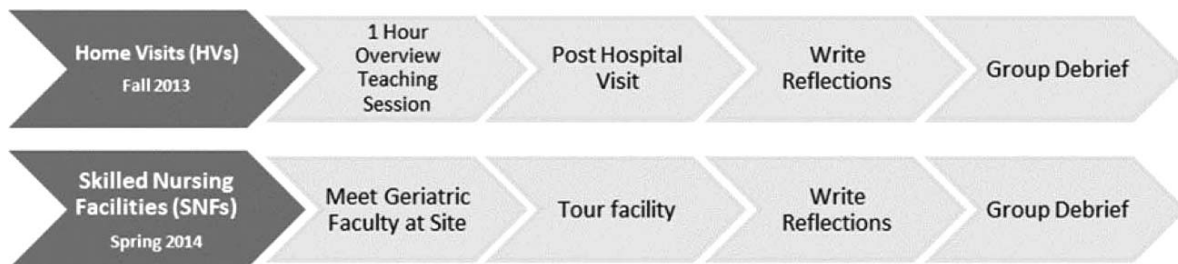 Home Visits (HVs)
Fall 2013
1 Hour
Overview
Teaching
Session
Post Hospital
Visit
Write
Reflections
Group Debrief
Skilled Nursing
Facilities (SNFs)
Spring 2014
Meet Geriatric
Faculty at Site
Tour facility
Write
Reflections
Group Debrief